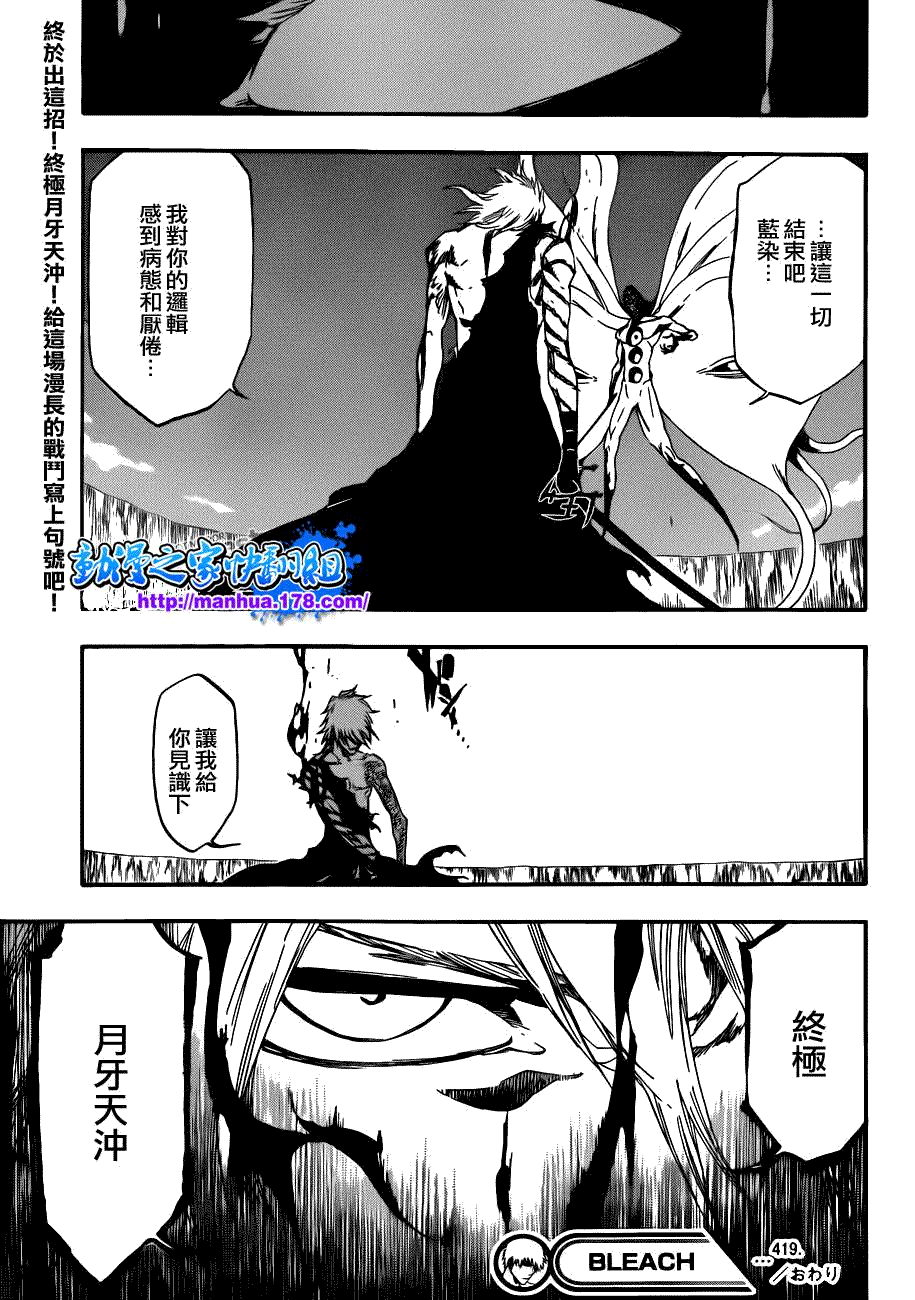 終於出這招！終極月牙天沖！給這場漫長的戰鬥寫上句號吧！
…讓這一切
結束吧
藍染…
我對你的邏輯
感到病態和厭倦…
動漫之家快翻組
http://manhua.178.com/
讓我給
你見識下
終極
月牙天沖
BLEACH
419.
…／おわり